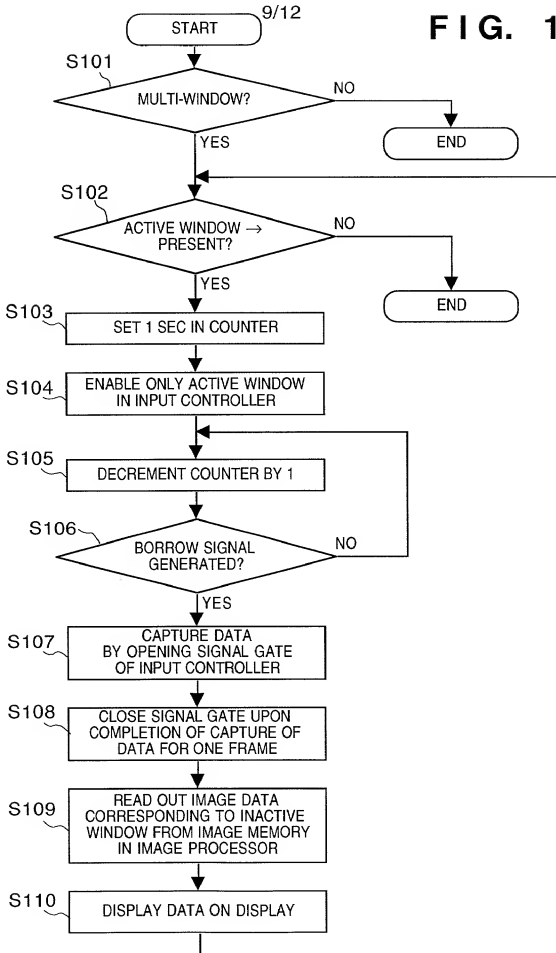 9/12
START
FIG. 1
S101
MULTI-WINDOW?
NO
END
YES
S102
ACTIVE WINDOW →
PRESENT?
NO
END
YES
S103
SET 1 SEC IN COUNTER
S104
ENABLE ONLY ACTIVE WINDOW
IN INPUT CONTROLLER
S105
DECREMENT COUNTER BY 1
S106
BORROW SIGNAL
GENERATED?
NO
YES
S107
CAPTURE DATA
BY OPENING SIGNAL GATE
OF INPUT CONTROLLER
S108
CLOSE SIGNAL GATE UPON
COMPLETION OF CAPTURE OF
DATA FOR ONE FRAME
S109
READ OUT IMAGE DATA
CORRESPONDING TO INACTIVE
WINDOW FROM IMAGE MEMORY
IN IMAGE PROCESSOR
S110
DISPLAY DATA ON DISPLAY